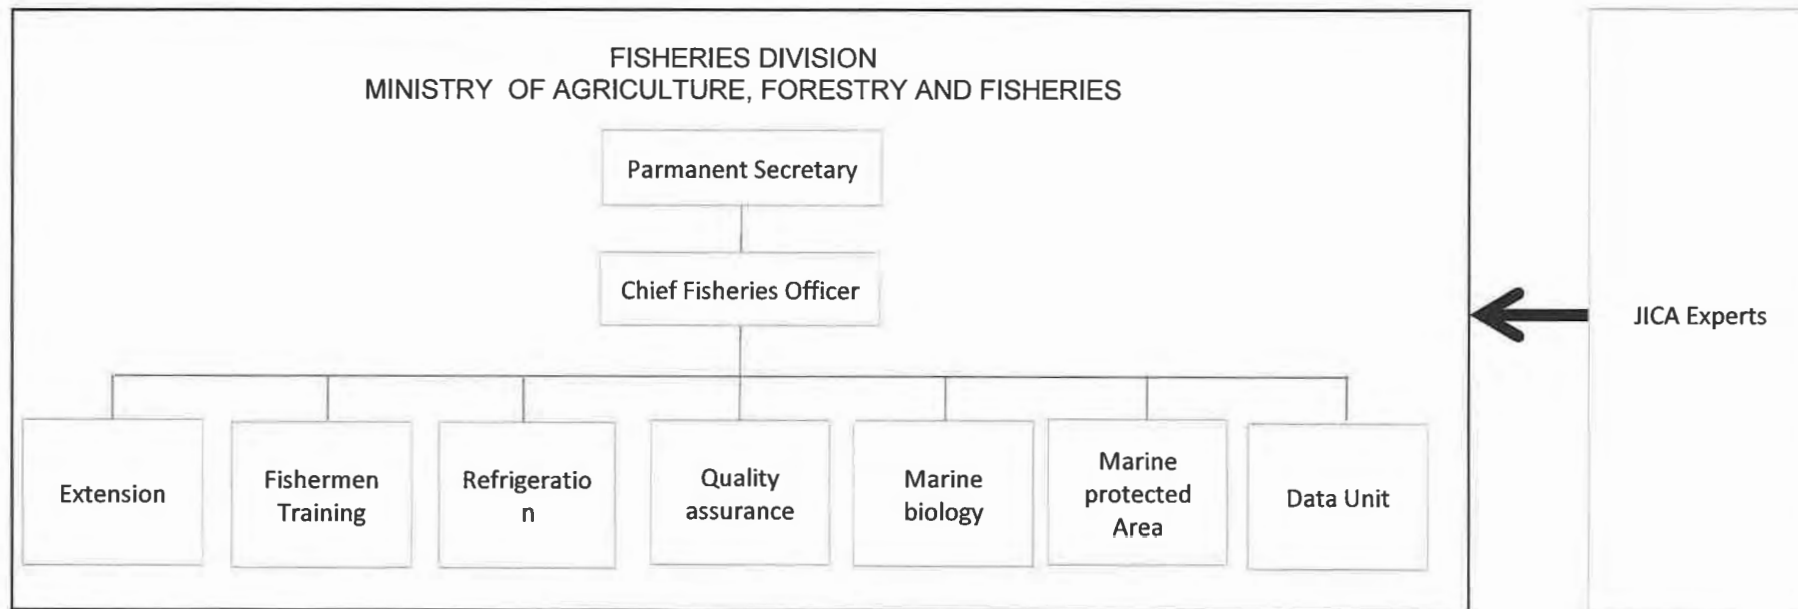 FISHERIES DIVISION
MINISTRY OF AGRICULTURE, FORESTRY AND FISHERIES
Parmanent Secretary
Chief Fisheries Officer
JICA Experts
Extension
Fishermen
Training
Refrigeratio
n
Quality
assurance
Marine
biology
Marine
protected
Area
Data Unit